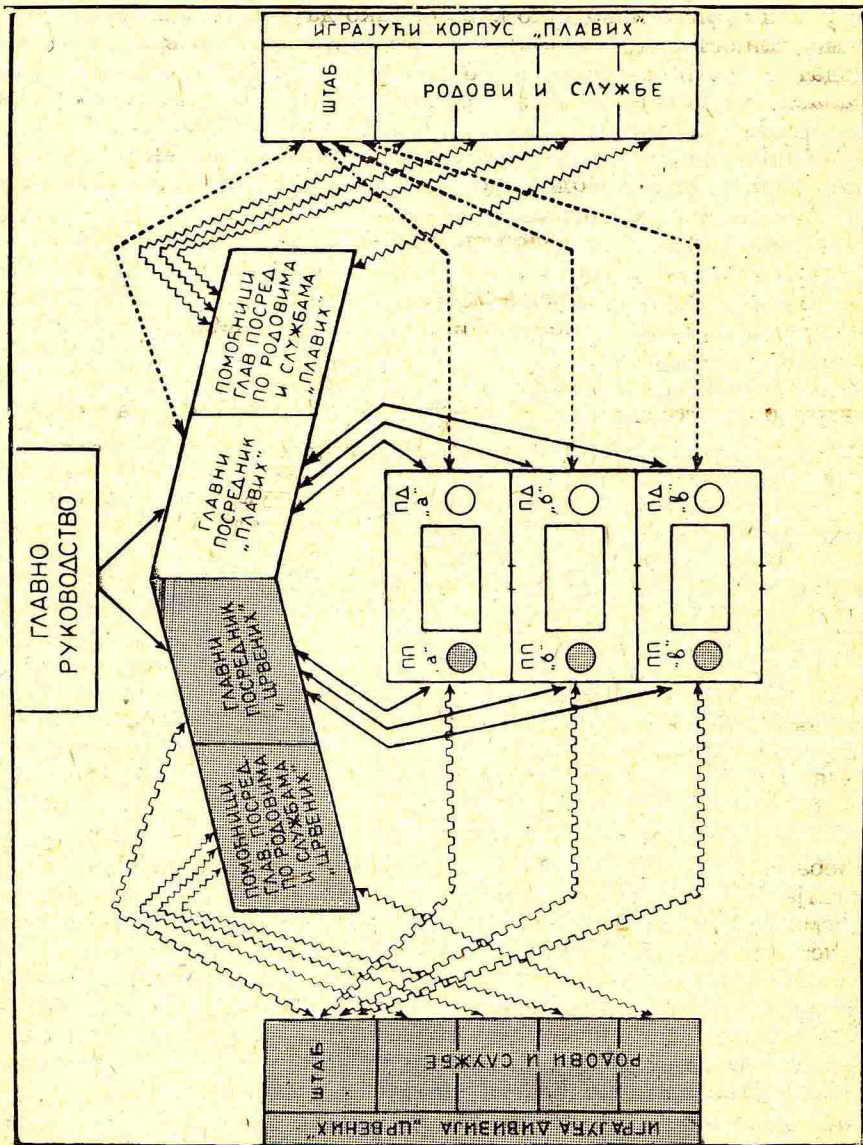 ИГРАЈУЋИ КОРПУС „ПЛАВИХ"
ШТАБ
РОДОВИ И СЛУЖБЕ
ГЛАВНО
РУКОВОДСТВО
ПОМОЋНИЦИ
ГЛАВ ПОСРЕД.
ПО РОДОВИМА
И СЛУЖБАМА
„ПЛАВИХ"
ГЛАВНИ
ПОСРЕДНИК
„ПЛАВИХ"
ГЛАВНИ
ПОСРЕДНИК
„ЦРВЕНИХ"
ПОМОЋНИЦИ
ГЛАВ ПОСРЕД.
ПО РОДОВИМА
И СЛУЖБАМА
„ЦРВЕНИХ"
ПД
„а"
ПД
„б"
ПД
„в"
ПП
„а"
ПП
„б"
ПП
„в"
ШТАБ
РОДОВИ И СЛУЖБЕ
ИГРАЈУЋА ДИВИЗИЈА „ЦРВЕНИХ"